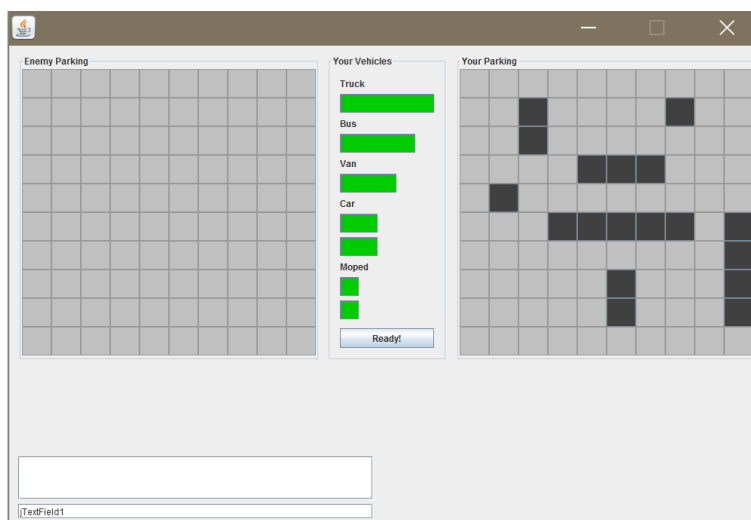 Enemy Parking
Your Vehicles
Your Parking
Truck
Bus
Van
Car
Moped
Ready!
jTextField1